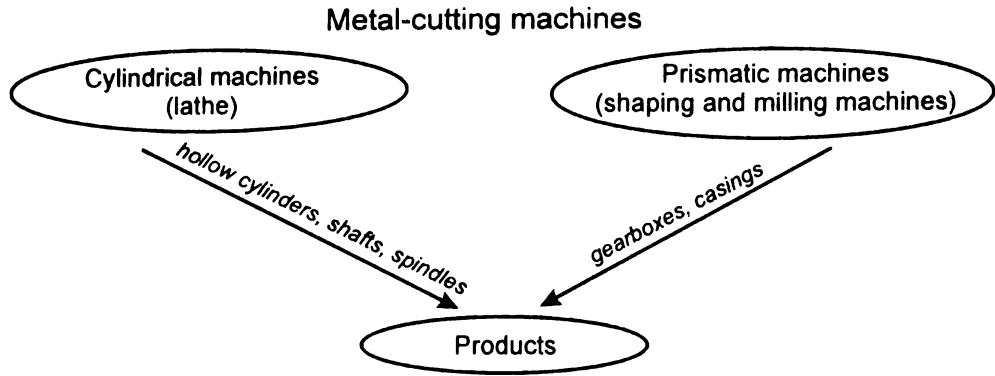 Metal-cutting machines
Cylindrical machines
(lathe)
Prismatic machines
(shaping and milling machines)
hollow cylinders, shafts, spindles
gearboxes, casings
Products